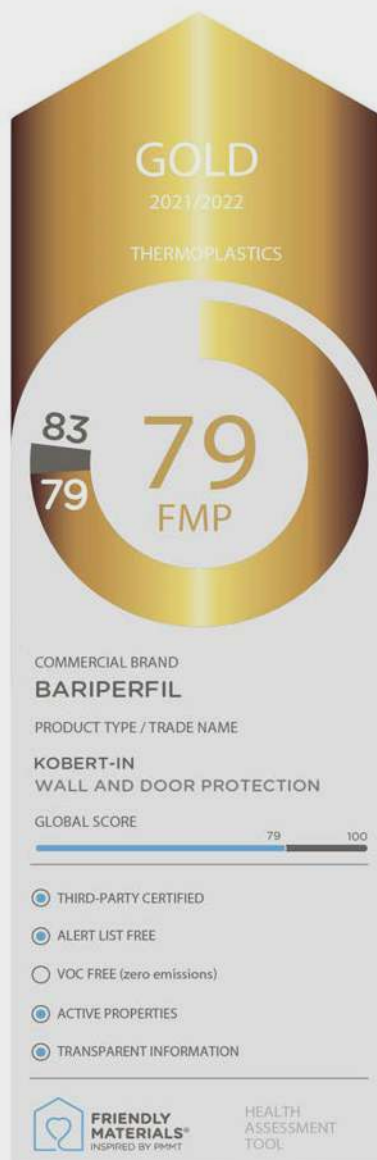 GOLD
2021/2022
THERMOPLASTICS
83
79
79
FMP
COMMERCIAL BRAND
BARIPERFIL
PRODUCT TYPE / TRADE NAME
KOBERT-IN
WALL AND DOOR PROTECTION
GLOBAL SCORE
79 100
THIRD-PARTY CERTIFIED
ALERT LIST FREE
VOC FREE (zero emissions)
ACTIVE PROPERTIES
TRANSPARENT INFORMATION
FRIENDLY
MATERIALS®
INSPIRED BY PMMT
HEALTH
ASSESSMENT
TOOL